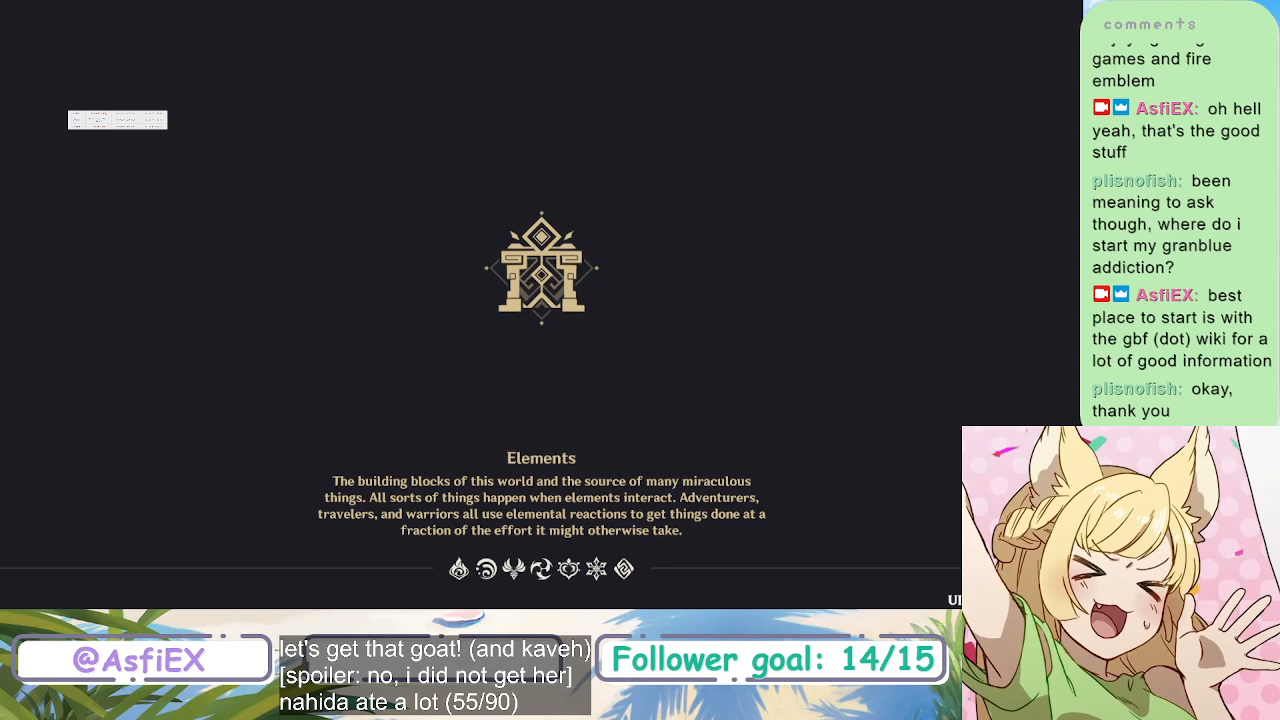 comments
games and fire
emblem
AsfiEX: oh hell
yeah, that's the good
stuff
plisnofish: been
meaning to ask
though, where do i
start my granblue
addiction?
AsfiEX: best
place to start is with
the gbf (dot) wiki for a
lot of good information
plisnofish: okay,
thank you
Elements
The building blocks of this world and the source of many miraculous
things. All sorts of things happen when elements interact. Adventurers,
travelers, and warriors all use elemental reactions to get things done at a
fraction of the effort it might otherwise take.
UI
@AsfiEX
let's get that goat! (and kaveh)
[spoiler: no, i did not get her]
nahida ate a lot (55/90)
Follower goal: 14/15